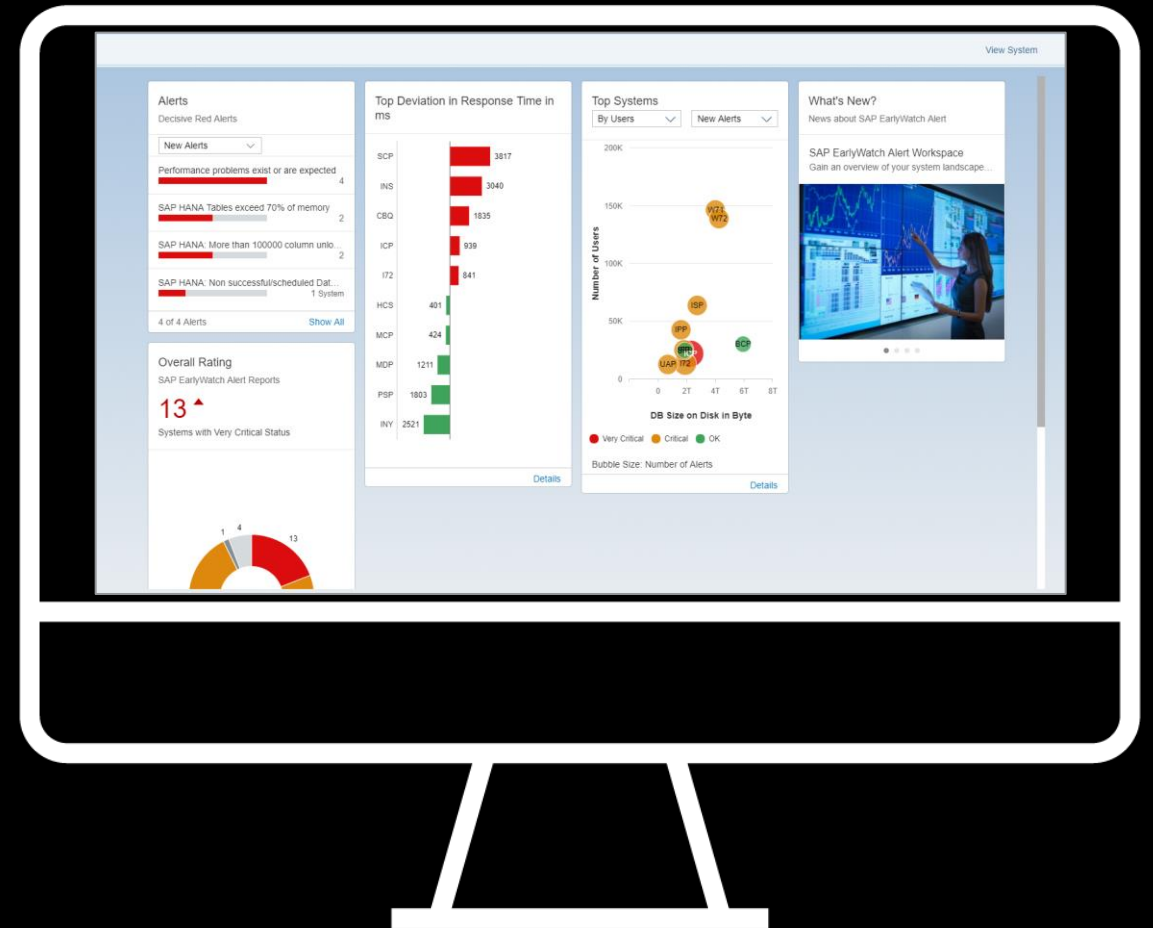 View System
Alerts
Decisive Red Alerts
New Alerts
Performance problems exist or are expected
4
SAP HANA Tables exceed 70% of memory
2
SAP HANA: More than 100000 column unlo...
2
SAP HANA: Non successful/scheduled Dat...
1 System
4 of 4 Alerts
Show All
Overall Rating
SAP EarlyWatch Alert Reports
13
Systems with Very Critical Status
1
4
13
Top Deviation in Response Time in
ms
SCP 3817
INS 3040
CBQ 1835
ICP 939
I72 841
HCS 401
MCP 424
MDP 1211
PSP 1803
INY 2521
Details
Top Systems
By Users
New Alerts
200K
150K
100K
50K
0
Number of Users
W71
W72
ISP
IPP
BCP
UAP
I72
0 2T 4T 6T 8T
DB Size on Disk in Byte
Very Critical Critical OK
Bubble Size: Number of Alerts
Details
What's New?
News about SAP EarlyWatch Alert
SAP EarlyWatch Alert Workspace
Gain an overview of your system landscape...